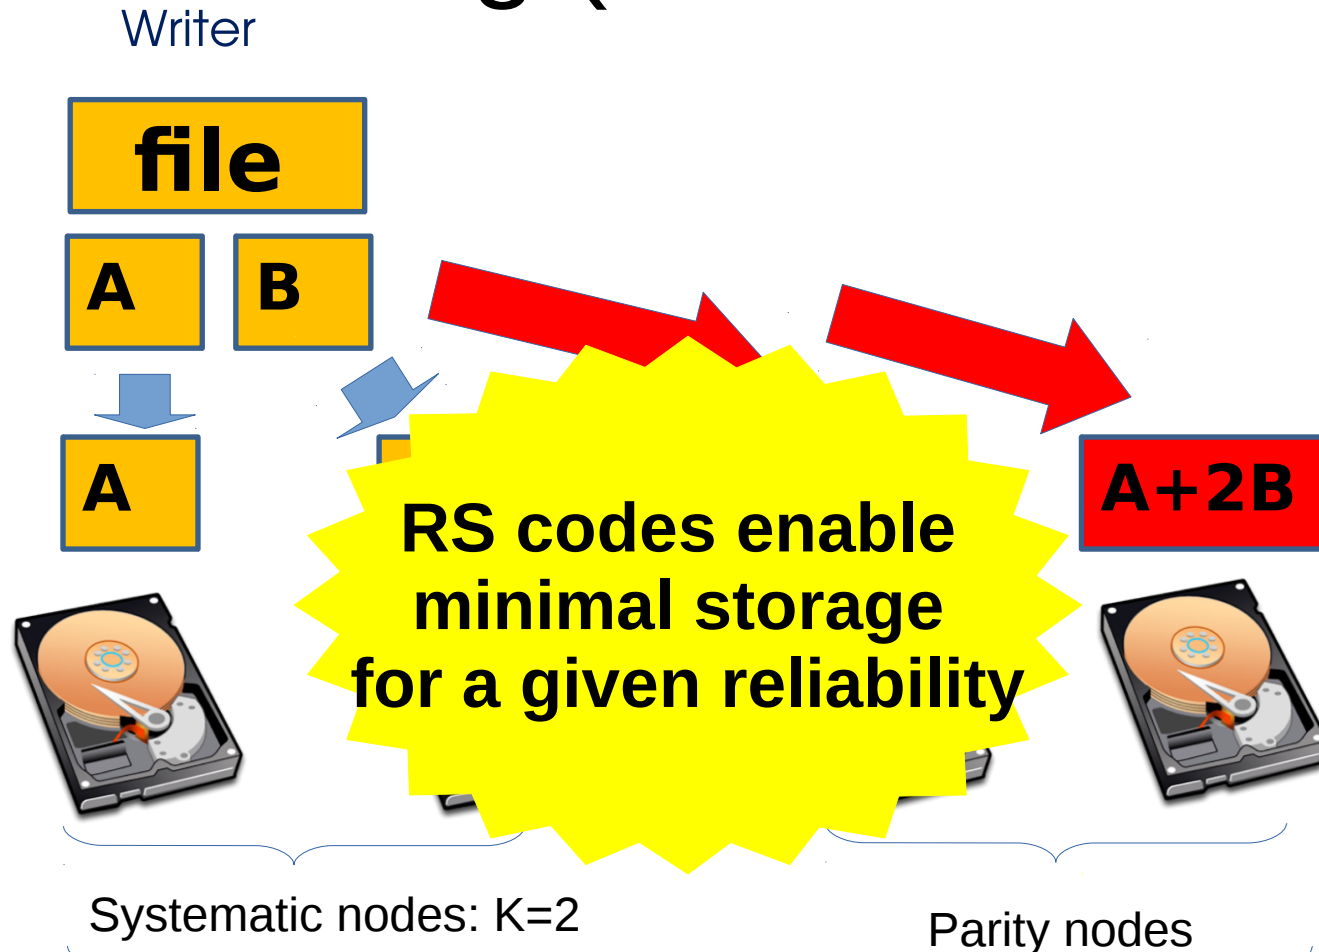 Writer
file
A B
A
A+2B
RS codes enable
minimal storage
for a given reliability
Systematic nodes: K=2
Parity nodes